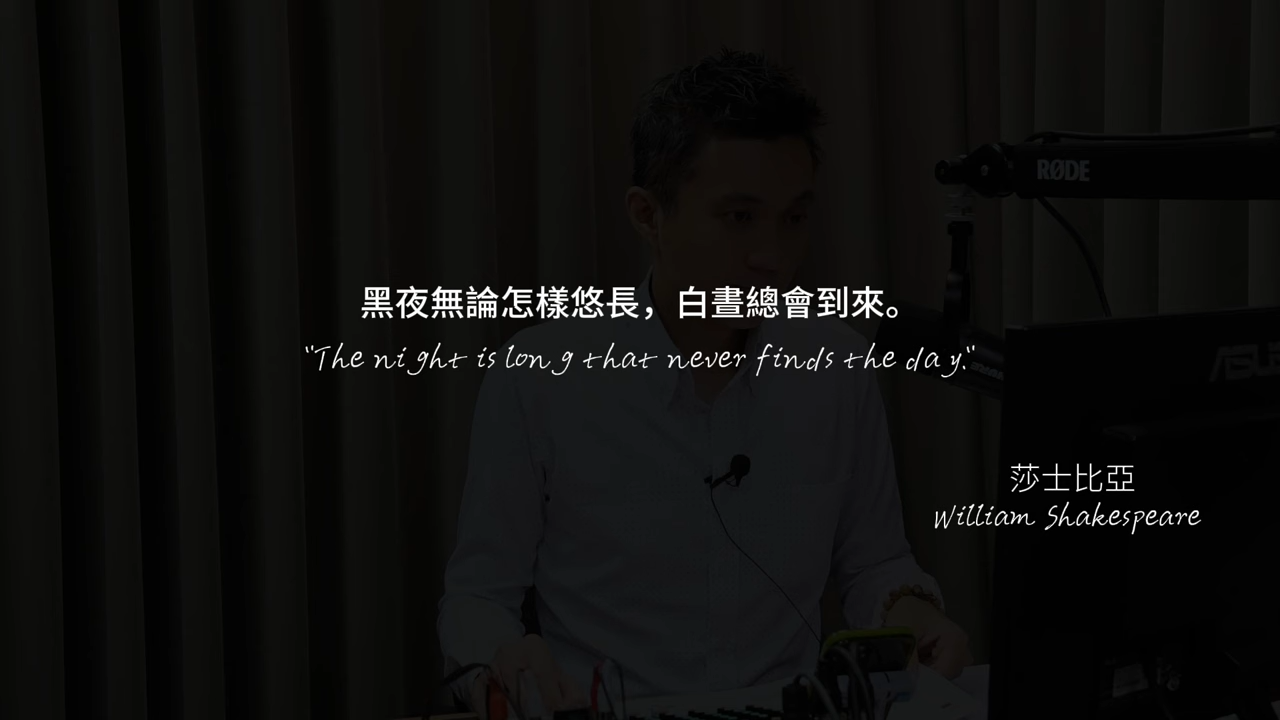 RØDE
黑夜無論怎樣悠長，白晝總會到來。
"The night is long that never finds the day."
ASUS
莎士比亞
William Shakespeare